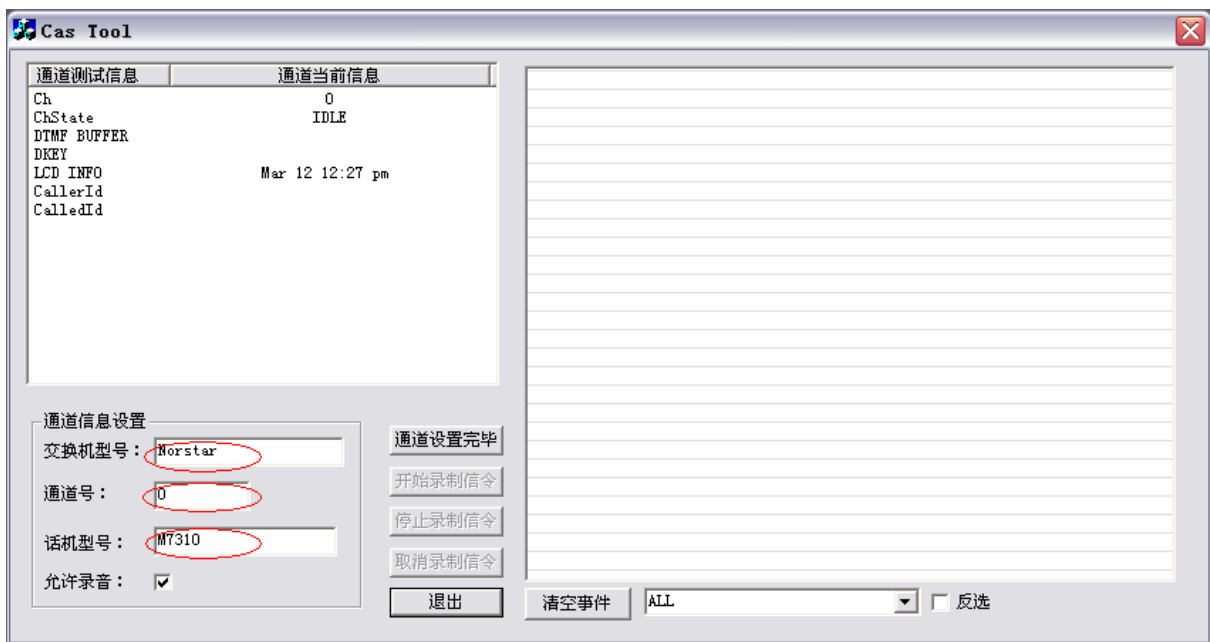 Cas Tool
通道测试信息 通道当前信息
Ch 0
ChState IDLE
DTMF BUFFER
DKEY
LCD INFO Mar 12 12:27 pm
CallerId
CalledId
通道信息设置
交换机型号： Norstar
通道号： 0
话机型号： M7310
允许录音：
通道设置完毕
开始录制信令
停止录制信令
取消录制信令
退出
清空事件 ALL 反选